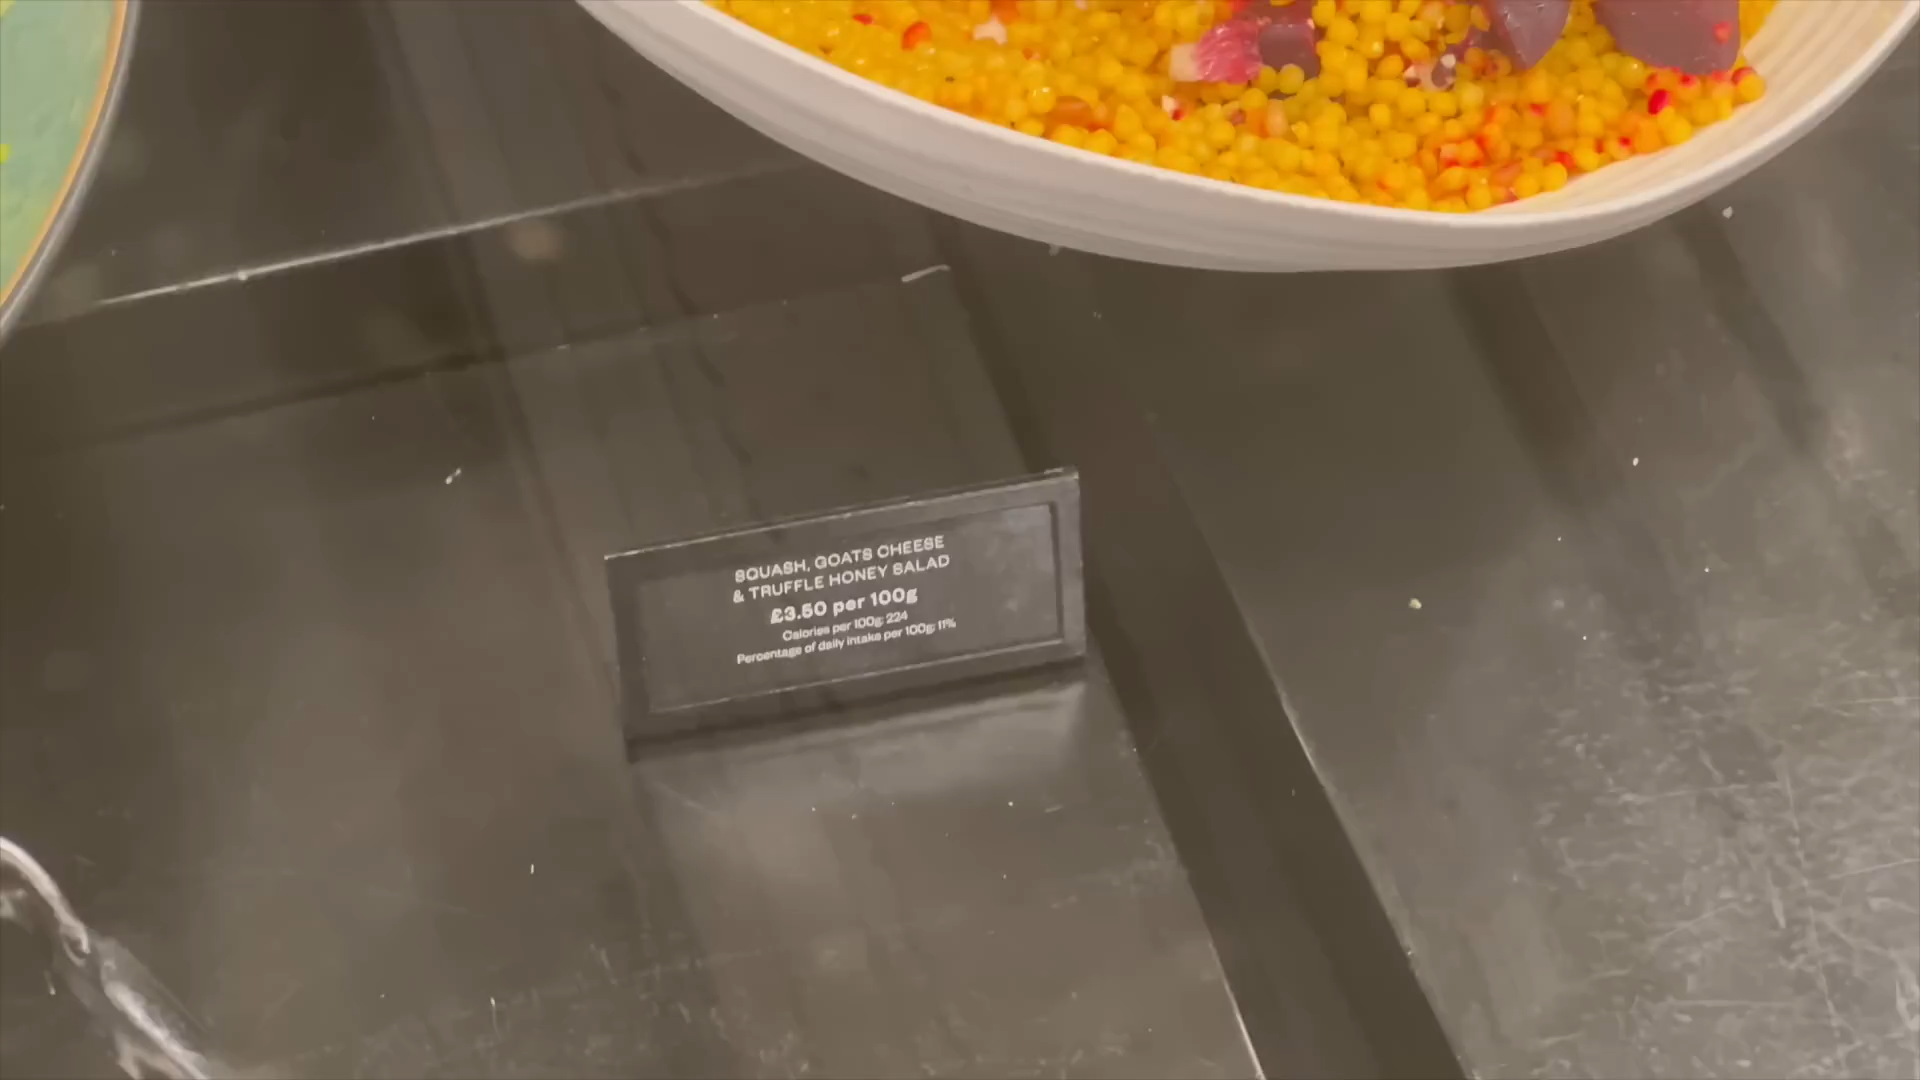 SQUASH, GOATS CHEESE
& TRUFFLE HONEY SALAD
£3.50 per 100g
Calories per 100g: 224
Percentage of daily intake per 100g: 11%